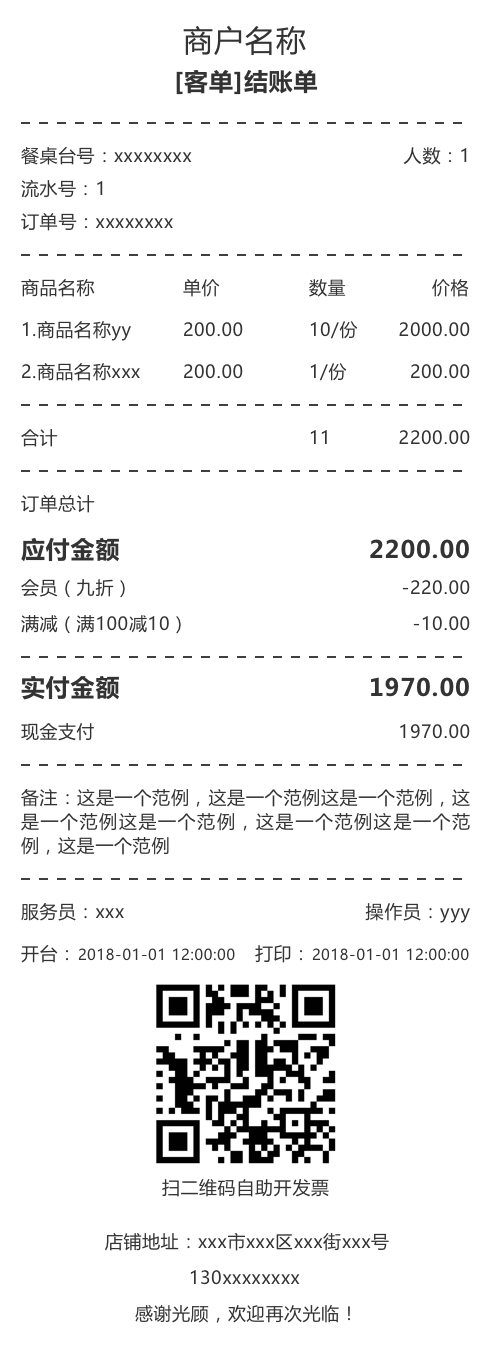 商户名称
[客单]结账单
餐桌台号：xxxxxxxx 人数：1
流水号：1
订单号：xxxxxxxx
商品名称 单价 数量 价格
1.商品名称yy 200.00 10/份 2000.00
2.商品名称xxx 200.00 1/份 200.00
合计 11 2200.00
订单总计
应付金额 2200.00
会员（九折） -220.00
满减（满100减10） -10.00
实付金额 1970.00
现金支付 1970.00
备注：这是一个范例，这是一个范例这是一个范例，这
是一个范例这是一个范例，这是一个范例这是一个范
例，这是一个范例
服务员：xxx 操作员：yyy
开台：2018-01-01 12:00:00 打印：2018-01-01 12:00:00
扫二维码自助开发票
店铺地址：xxx市xxx区xxx街xxx号
130xxxxxxxx
感谢光顾，欢迎再次光临！